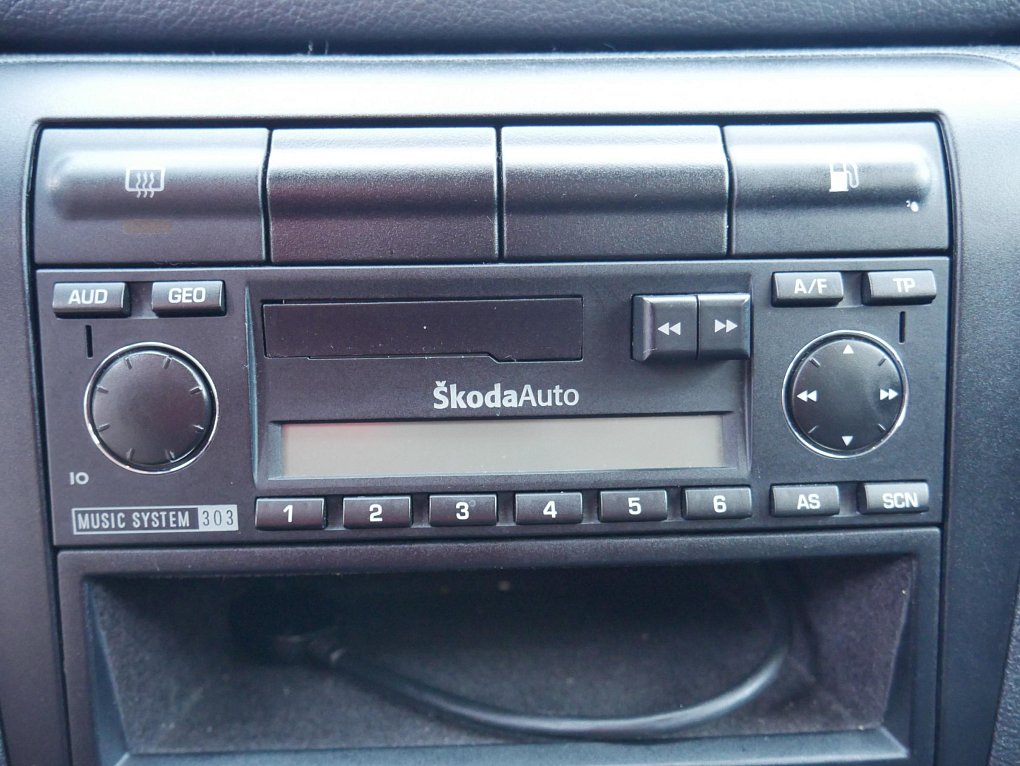 AUD GEO A/F TP
ŠkodaAuto
IO
MUSIC SYSTEM 303
1 2 3 4 5 6 AS SCN